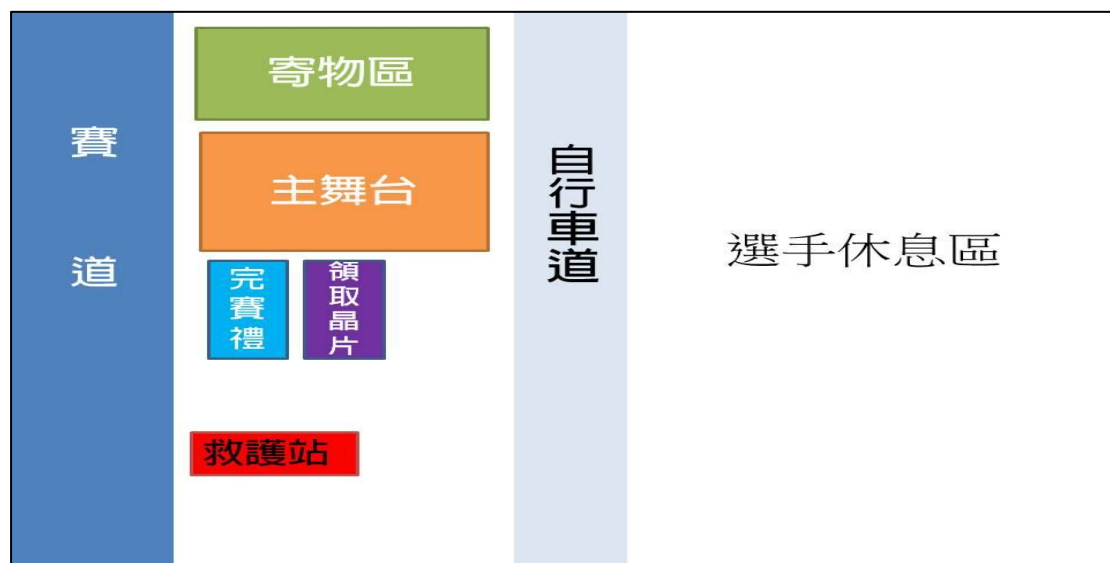 賽道
寄物區
主舞台
完賽禮
領取晶片
救護站
自行車道
選手休息區